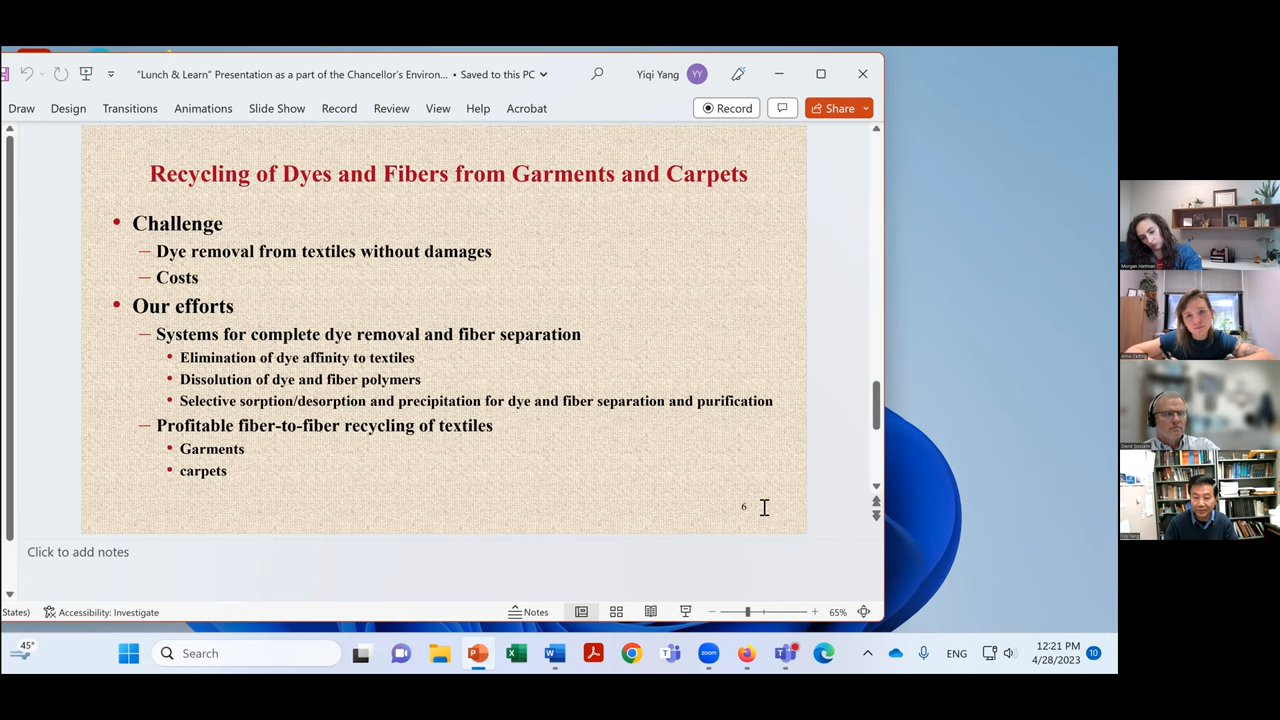 “Lunch & Learn” Presentation as a part of the Chancellor’s Environ... • Saved to this PC
Yiqi Yang
YY
Draw
Design
Transitions
Animations
Slide Show
Record
Review
View
Help
Acrobat
Record
Share
Recycling of Dyes and Fibers from Garments and Carpets
• Challenge
– Dye removal from textiles without damages
– Costs
• Our efforts
– Systems for complete dye removal and fiber separation
• Elimination of dye affinity to textiles
• Dissolution of dye and fiber polymers
• Selective sorption/desorption and precipitation for dye and fiber separation and purification
– Profitable fiber-to-fiber recycling of textiles
• Garments
• carpets
6
Click to add notes
States)
Accessibility: Investigate
Notes
65%
45°
Search
zoom
ENG
12:21 PM
4/28/2023
10
Morgan Hartman
Yiqi Yang